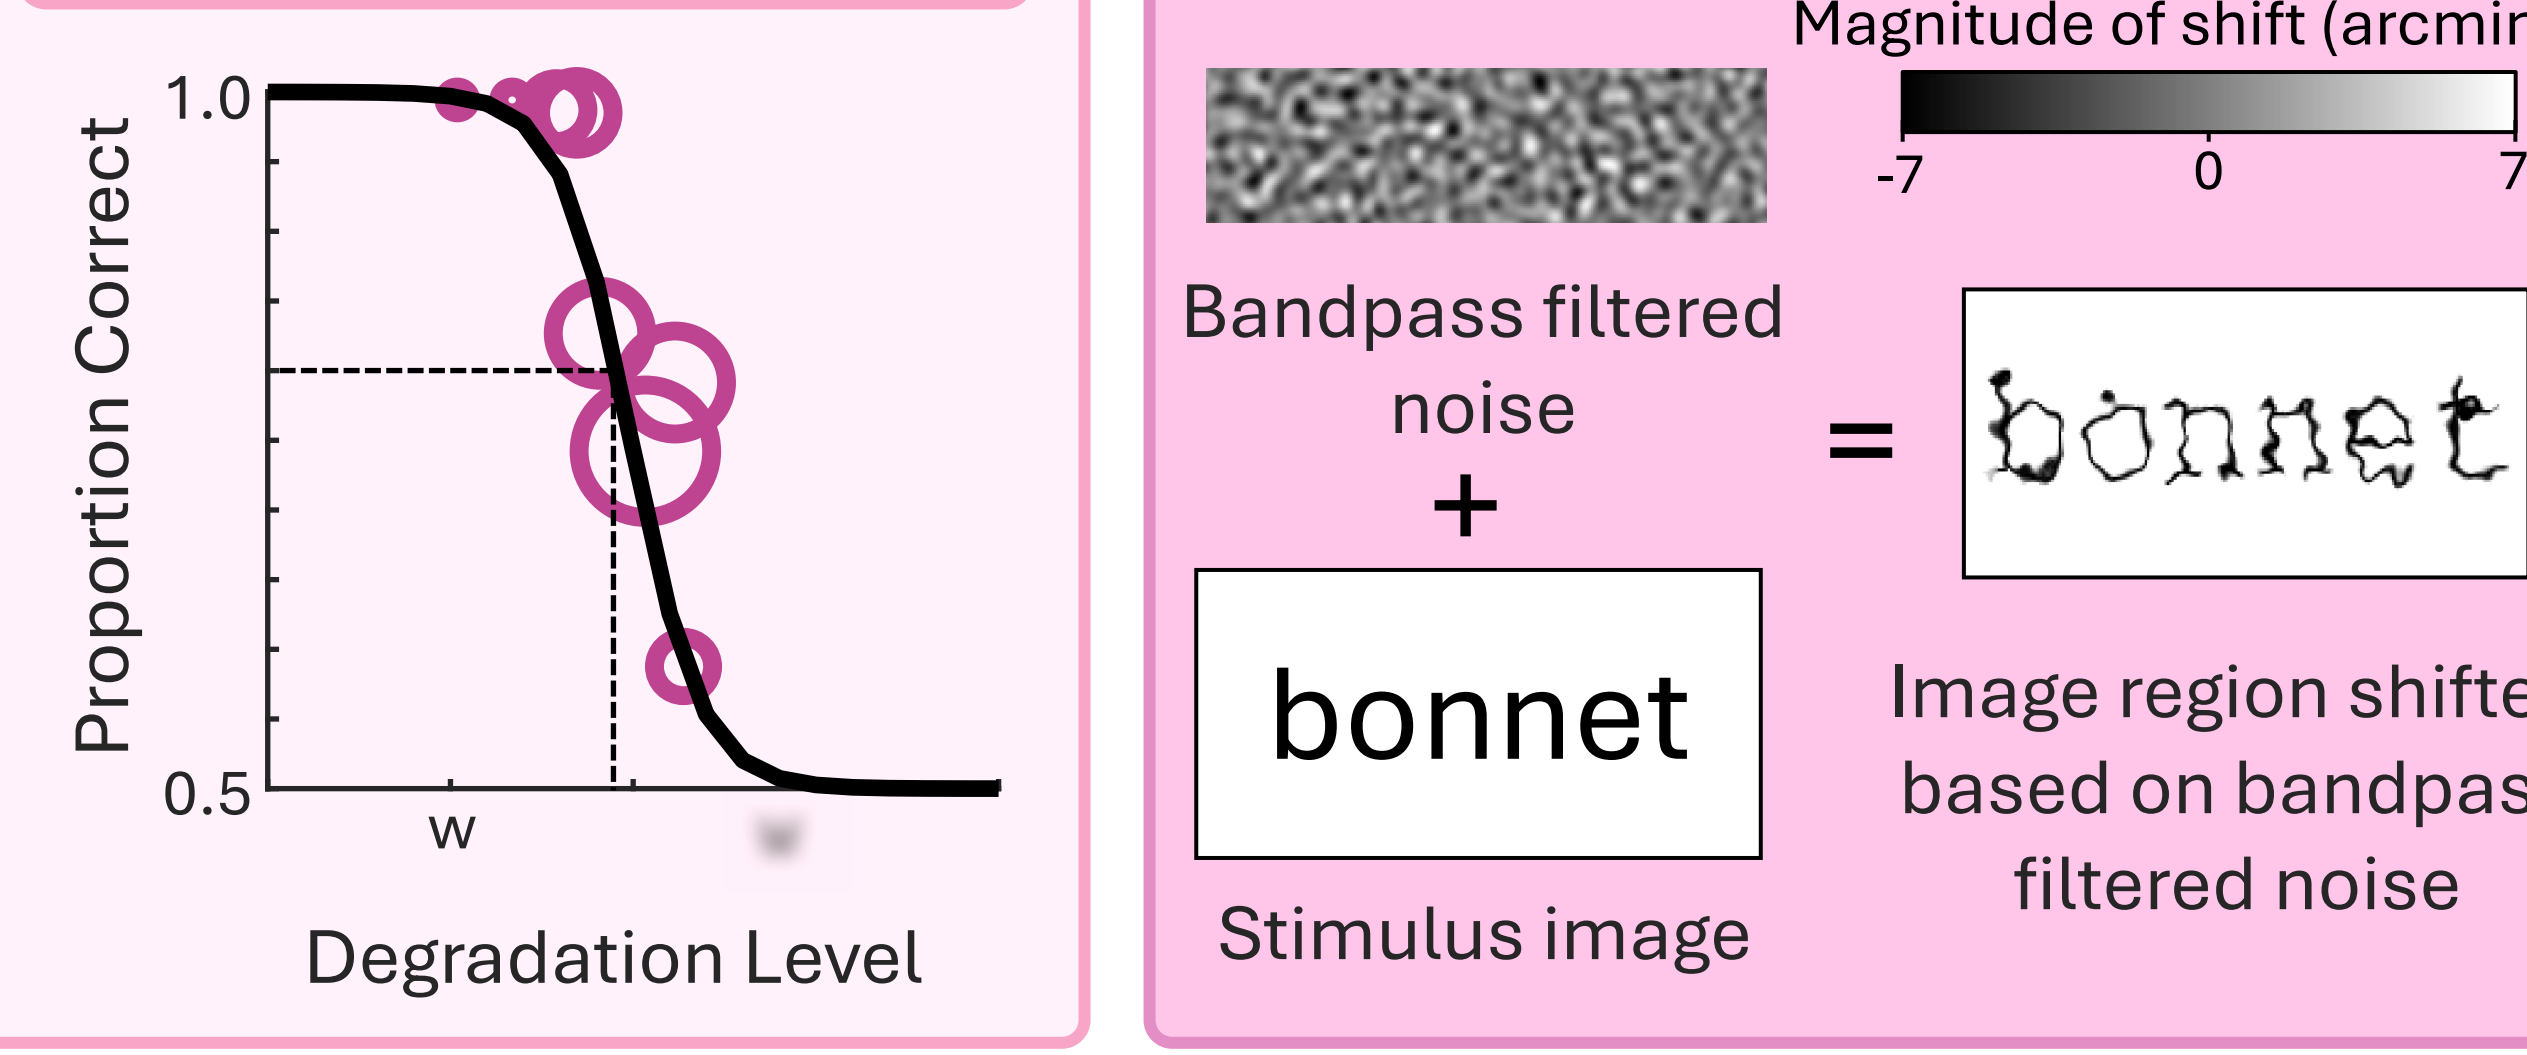 1.0
Proportion Correct
0.5
w
w
Degradation Level
Magnitude of shift (arcmin
-7
0
7
Bandpass filtered
noise
+
bonnet
Stimulus image
=
bonnet
Image region shifte
based on bandpas
filtered noise